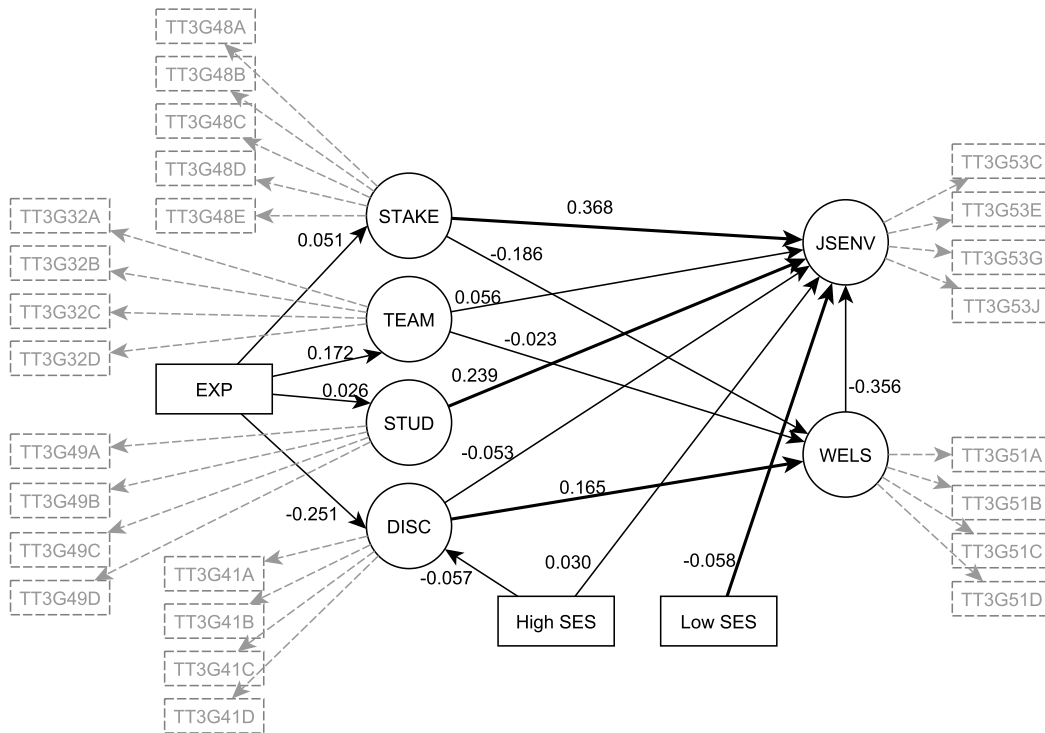 TT3G48A
TT3G48B
TT3G48C
TT3G48D
TT3G48E
TT3G32A
TT3G32B
TT3G32C
TT3G32D
EXP
TT3G49A
TT3G49B
TT3G49C
TT3G49D
TT3G41A
TT3G41B
TT3G41C
TT3G41D
STAKE
TEAM
STUD
DISC
0.051
0.172
0.026
-0.251
0.368
-0.186
0.056
-0.023
0.239
-0.053
0.165
-0.057
0.030
-0.058
-0.356
High SES
Low SES
JSENV
WELS
TT3G53C
TT3G53E
TT3G53G
TT3G53J
TT3G51A
TT3G51B
TT3G51C
TT3G51D